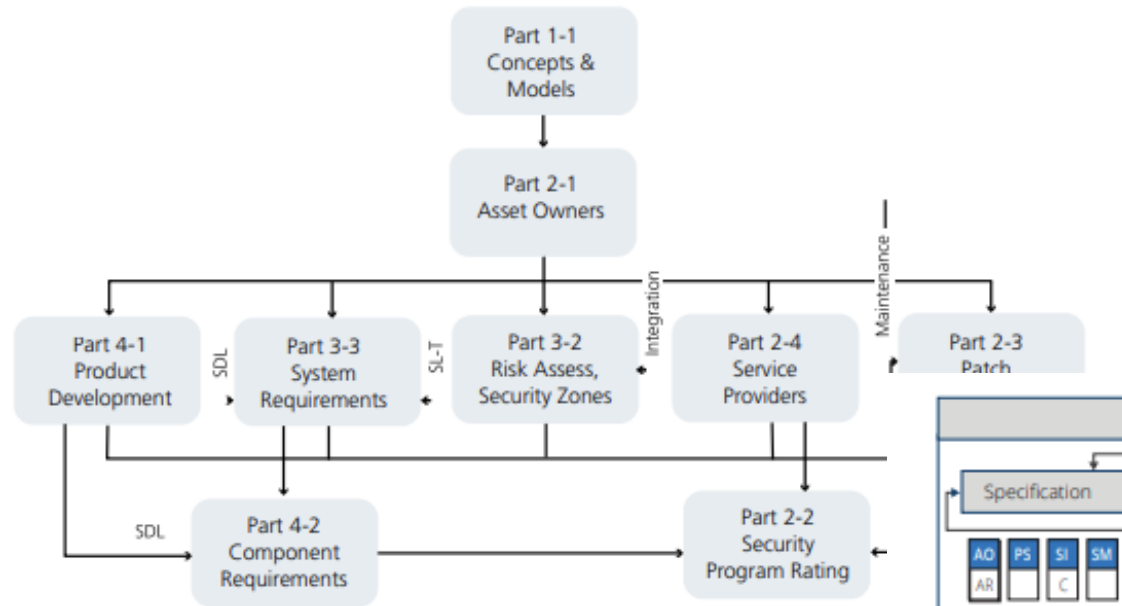 Part 1-1
Concepts &
Models
Part 2-1
Asset Owners
Integration
Maintenance
Part 4-1
Product
Development
SDL
Part 3-3
System
Requirements
SL-T
Part 3-2
Risk Assess,
Security Zones
Part 2-4
Service
Providers
Part 2-3
Patch
SDL
Part 4-2
Component
Requirements
Part 2-2
Security
Program Rating
Specification
AO PS SI SM
AR C